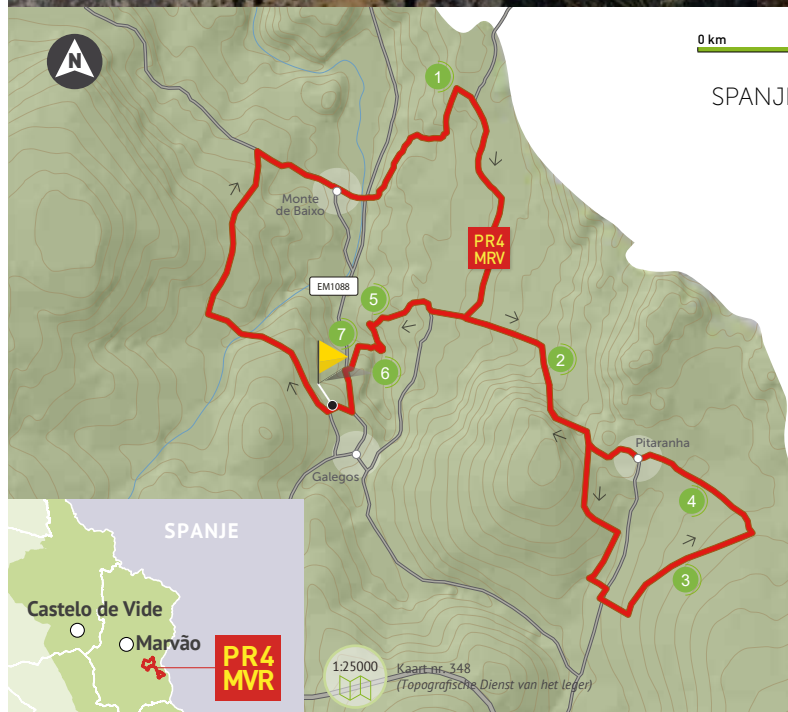 N
0 km
SPANJE
1
Monte
de Baixo
PR4
MRV
EM1088
5
7
2
6
Pitaranha
Galegos
4
3
SPANJE
Castelo de Vide
Marvão
PR4
MVR
1:25000
Kaart nr. 348
(Topografische Dienst van het leger)